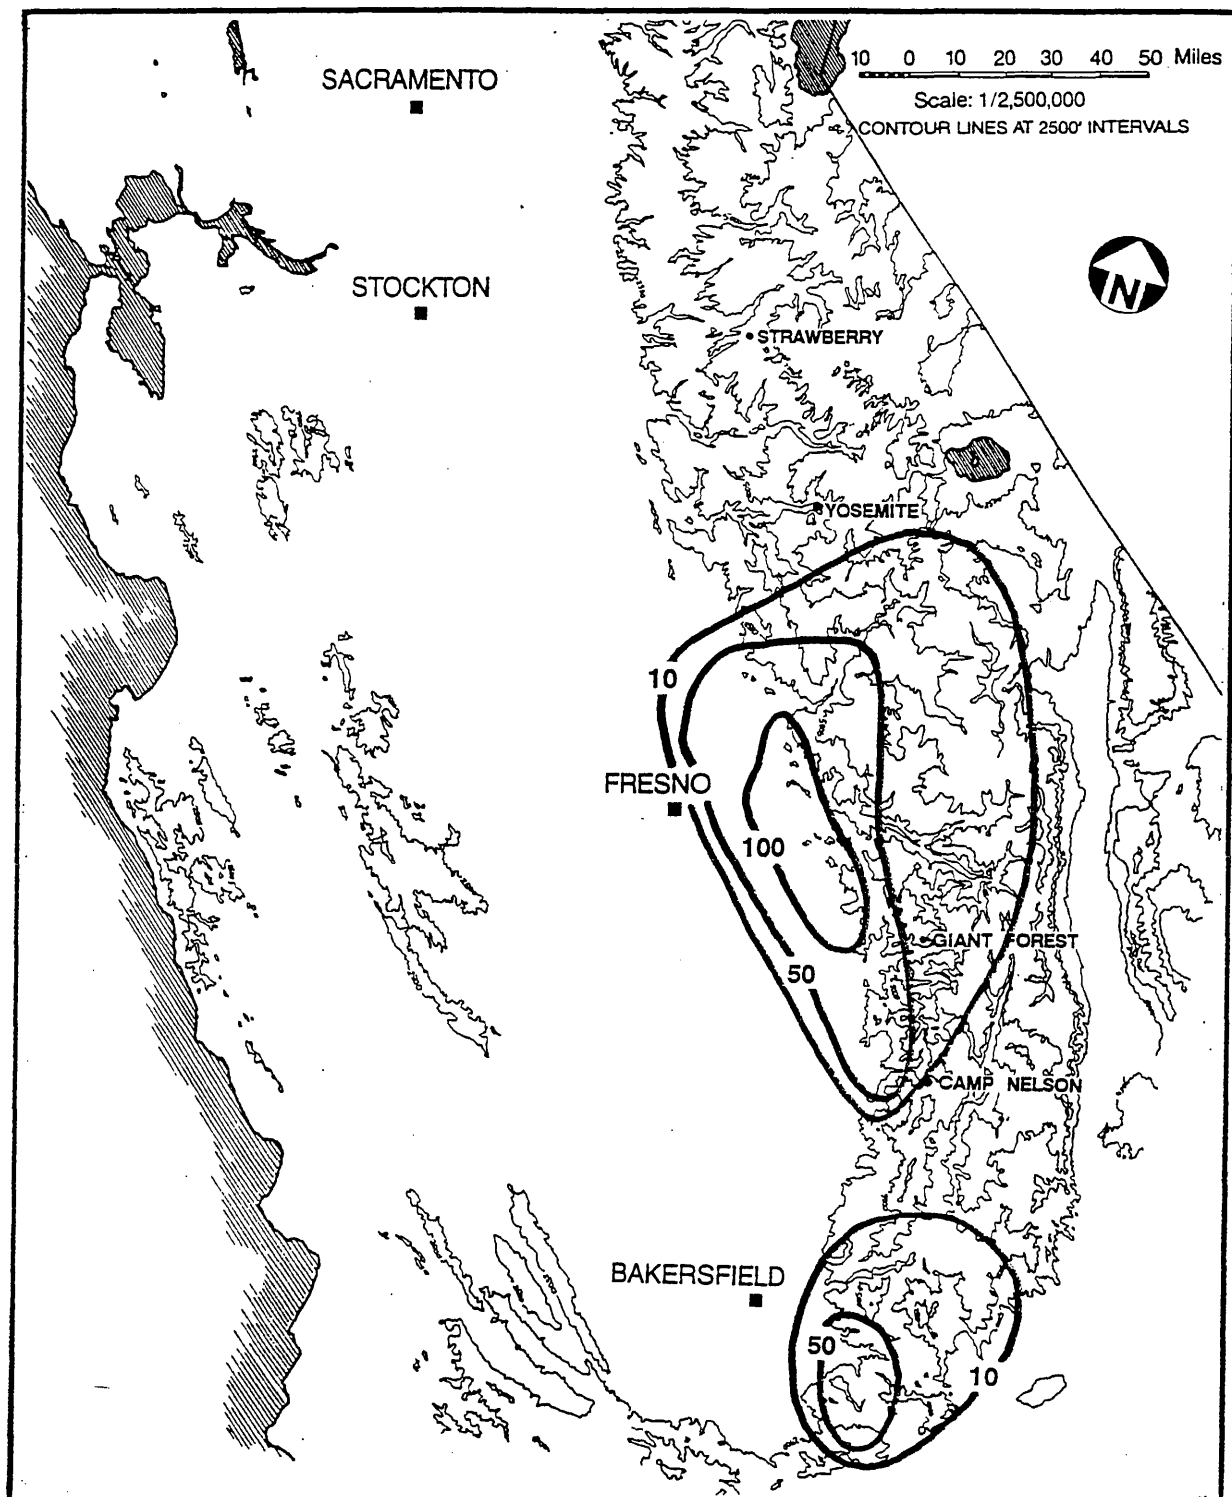 10 0 10 20 30 40 50 Miles
SACRAMENTO
Scale: 1/2,500,000
CONTOUR LINES AT 2500' INTERVALS
N
STOCKTON
STRAWBERRY
YOSEMITE
10
FRESNO
100
GIANT FOREST
50
CAMP NELSON
BAKERSFIELD
50
10